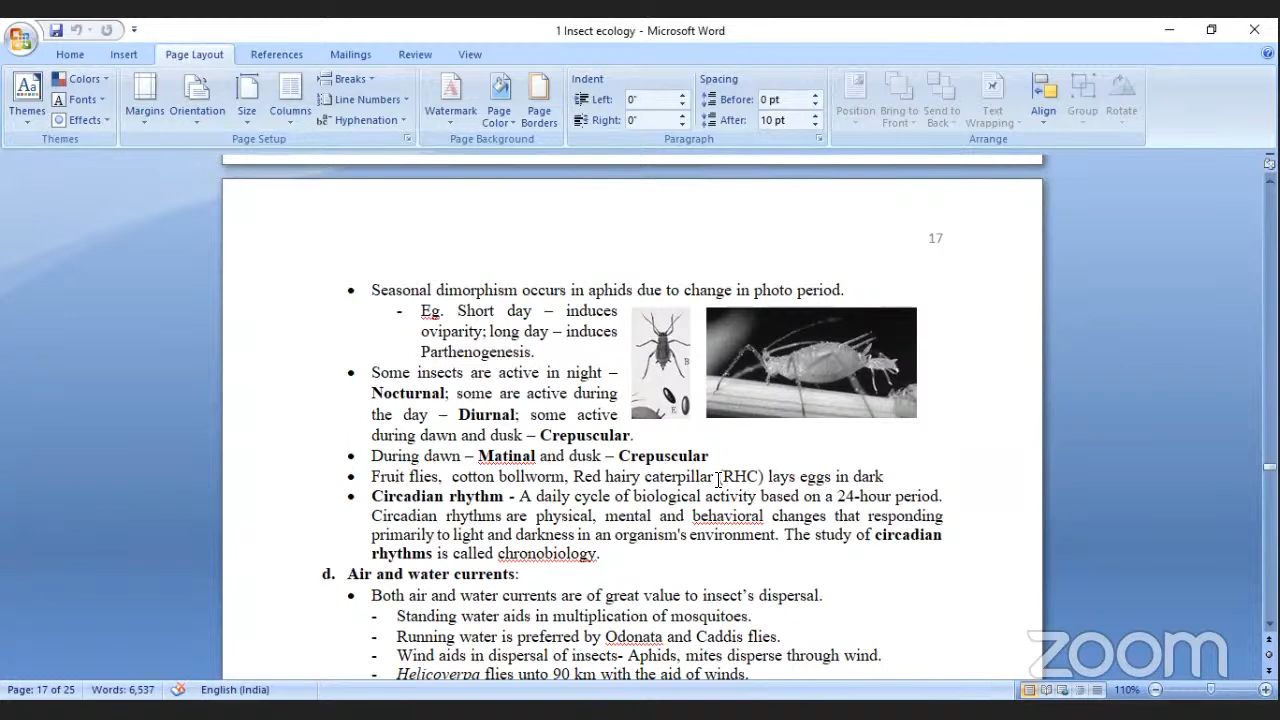 1 Insect ecology - Microsoft Word
Home Insert Page Layout References Mailings Review View
Themes Colors Fonts Effects Themes
Margins Orientation Size Columns Breaks Line Numbers Hyphenation Page Setup
Watermark Page Color Page Borders Page Background
Indent Left: 0" Right: 0" Spacing Before: 0 pt After: 10 pt Paragraph
Position Bring to Front Send to Back Text Wrapping Align Group Rotate Arrange
17
• Seasonal dimorphism occurs in aphids due to change in photo period.
- Eg. Short day – induces
oviparity; long day – induces
Parthenogenesis.
B
E
• Some insects are active in night –
Nocturnal; some are active during
the day – Diurnal; some active
during dawn and dusk – Crepuscular.
• During dawn – Matinal and dusk – Crepuscular
• Fruit flies, cotton bollworm, Red hairy caterpillar (RHC) lays eggs in dark
• Circadian rhythm - A daily cycle of biological activity based on a 24-hour period.
Circadian rhythms are physical, mental and behavioral changes that responding
primarily to light and darkness in an organism's environment. The study of circadian
rhythms is called chronobiology.
d. Air and water currents:
• Both air and water currents are of great value to insect's dispersal.
- Standing water aids in multiplication of mosquitoes.
- Running water is preferred by Odonata and Caddis flies.
- Wind aids in dispersal of insects- Aphids, mites disperse through wind.
- Helicoverpa flies unto 90 km with the aid of winds.
zoom
Page: 17 of 25 Words: 6,537 English (India) 110%